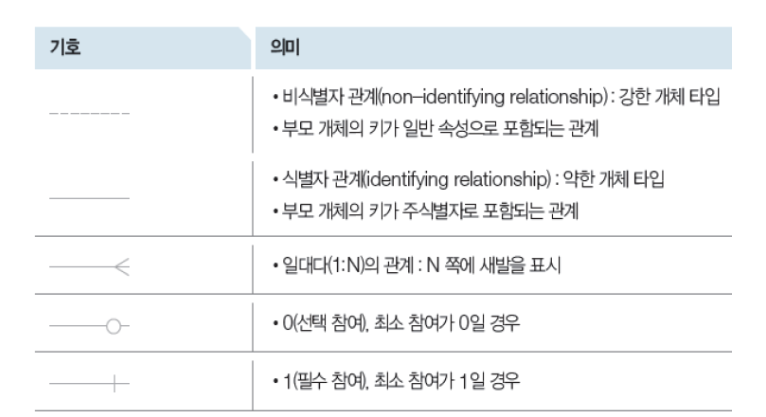 기호 의미
• 비식별자 관계(non-identifying relationship) : 강한 개체 타입
• 부모 개체의 키가 일반 속성으로 포함되는 관계
• 식별자 관계(identifying relationship) : 약한 개체 타입
• 부모 개체의 키가 주식별자로 포함되는 관계
• 일대다(1:N)의 관계 : N 쪽에 새발을 표시
• 0(선택 참여), 최소 참여가 0일 경우
• 1(필수 참여), 최소 참여가 1일 경우